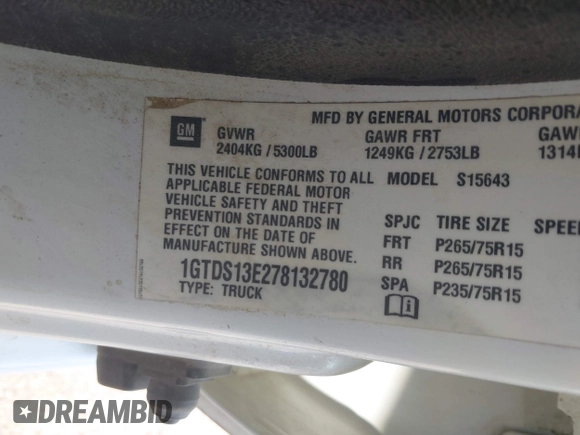 MFD BY GENERAL MOTORS CORPORA
GM
GVWR GAWR FRT GAW
2404KG / 5300LB 1249KG / 2753LB 1314
THIS VEHICLE CONFORMS TO ALL
APPLICABLE FEDERAL MOTOR
VEHICLE SAFETY AND THEFT
PREVENTION STANDARDS IN
EFFECT ON THE DATE OF
MANUFACTURE SHOWN ABOVE.
MODEL S15643
SPJC TIRE SIZE SPEE
FRT P265/75R15
RR P265/75R15
SPA P235/75R15
1GTDS13E278132780
TYPE: TRUCK
DREAMBID